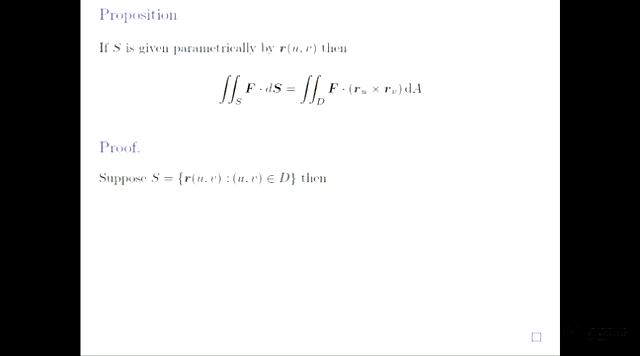 Proposition
If S is given parametrically by r(u, v) then
∬_S F · dS = ∬_D F · (r_u × r_v) dA
Proof.
Suppose S = {r(u, v) : (u, v) ∈ D} then
□